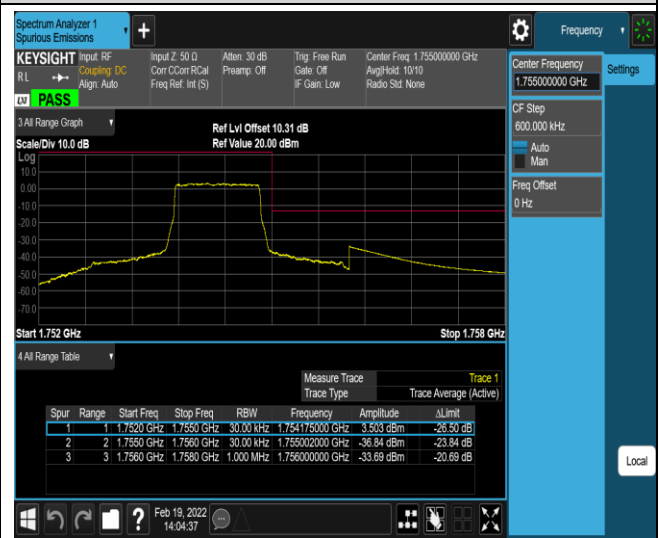 Spectrum Analyzer 1
Spurious Emissions
Frequency
KEYSIGHT Input: RF Input Z: 50 Ω Atten: 30 dB Trig: Free Run Center Freq: 1.755000000 GHz
RL Coupling: DC Corr CCorr RCal Preamp: Off Gate: Off Avg|Hold: 10/10
Align: Auto Freq Ref: Int (S) IF Gain: Low Radio Std: None
LXI PASS
Center Frequency
1.755000000 GHz
Settings
CF Step
600.000 kHz
Auto
Man
Freq Offset
0 Hz
3 All Range Graph
Ref Lvl Offset 10.31 dB
Scale/Div 10.0 dB Ref Value 20.00 dBm
Log
10.0
0.00
-10.0
-20.0
-30.0
-40.0
-50.0
-60.0
-70.0
Start 1.752 GHz Stop 1.758 GHz
4 All Range Table
Measure Trace Trace 1
Trace Type Trace Average (Active)
Spur Range Start Freq Stop Freq RBW Frequency Amplitude ΔLimit
1 1 1.7520 GHz 1.7550 GHz 30.00 kHz 1.754175000 GHz 3.503 dBm -26.50 dB
2 2 1.7550 GHz 1.7560 GHz 30.00 kHz 1.755002000 GHz -36.84 dBm -23.84 dB
3 3 1.7560 GHz 1.7580 GHz 1.000 MHz 1.756000000 GHz -33.69 dBm -20.69 dB
Local
Feb 19, 2022
14:04:37